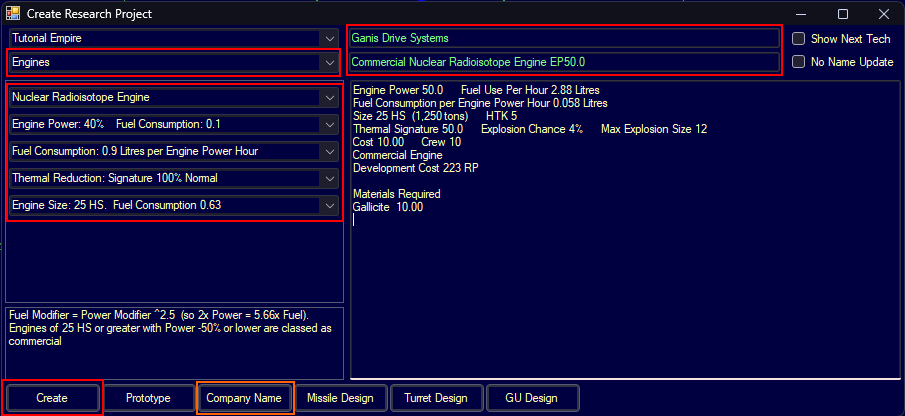 Create Research Project
Tutorial Empire
Ganis Drive Systems
Show Next Tech
Engines
Commercial Nuclear Radioisotope Engine EP50.0
No Name Update
Nuclear Radioisotope Engine
Engine Power: 40%    Fuel Consumption: 0.1
Fuel Consumption: 0.9 Litres per Engine Power Hour
Thermal Reduction: Signature 100% Normal
Engine Size: 25 HS.  Fuel Consumption 0.63
Engine Power 50.0      Fuel Use Per Hour 2.88 Litres
Fuel Consumption per Engine Power Hour 0.058 Litres
Size 25 HS  (1,250 tons)      HTK 5
Thermal Signature 50.0      Explosion Chance 4%      Max Explosion Size 12
Cost 10.00      Crew 10
Commercial Engine
Development Cost 223 RP
Materials Required
Gallicite  10.00
Fuel Modifier = Power Modifier ^2.5  (so 2x Power = 5.66x Fuel).
Engines of 25 HS or greater with Power -50% or lower are classed as
commercial
Create
Prototype
Company Name
Missile Design
Turret Design
GU Design